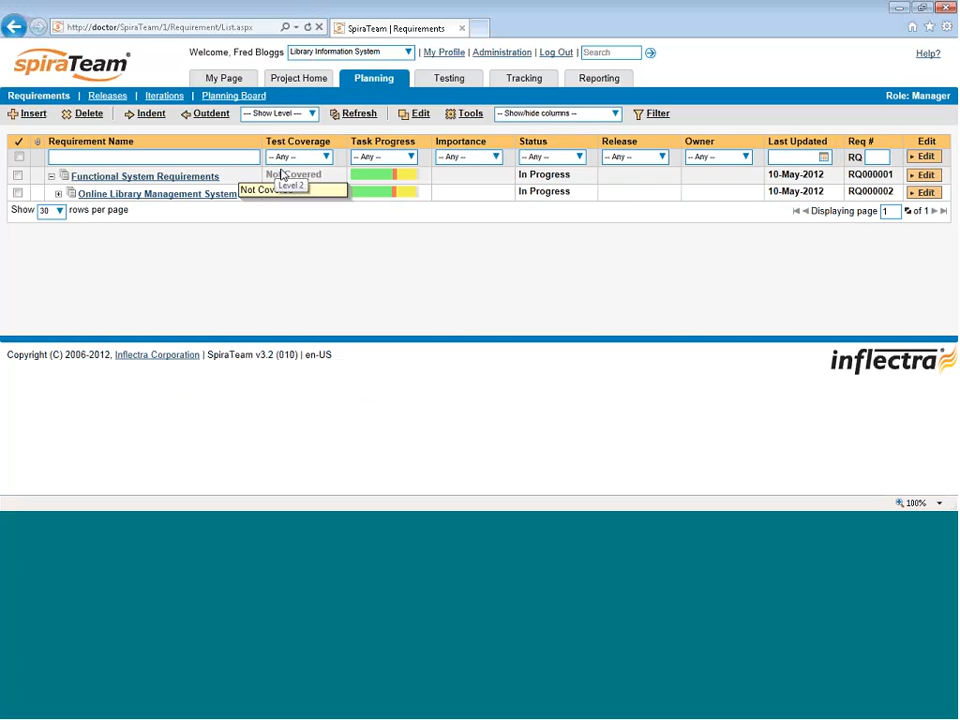 http://doctor/SpiraTeam/1/Requirement/List.aspx
SpiraTeam | Requirements
spiraTeam
Welcome, Fred Bloggs Library Information System | My Profile | Administration | Log Out | Search Help?
My Page Project Home Planning Testing Tracking Reporting
Requirements | Releases | Iterations | Planning Board Role: Manager
Insert Delete Indent Outdent --- Show Level --- Refresh Edit Tools -- Show/hide columns -- Filter
Requirement Name Test Coverage Task Progress Importance Status Release Owner Last Updated Req # Edit
-- Any -- -- Any -- -- Any -- -- Any -- -- Any -- -- Any -- RQ Edit
Functional System Requirements Not Covered In Progress 10-May-2012 RQ000001 Edit
Level 2
Online Library Management System Not In Progress 10-May-2012 RQ000002 Edit
Show 30 rows per page Displaying page 1 of 1
Copyright (C) 2006-2012, Inflectra Corporation | SpiraTeam v3.2 (010) | en-US
inflectra
100%